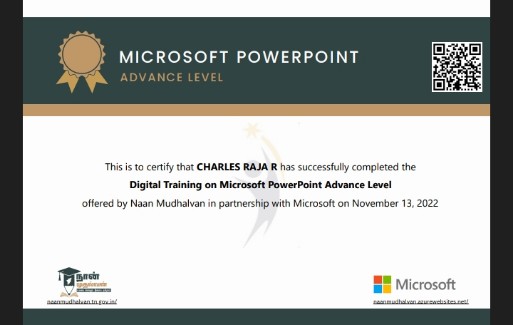 MICROSOFT POWERPOINT
ADVANCE LEVEL
This is to certify that CHARLES RAJA R has successfully completed the
Digital Training on Microsoft PowerPoint Advance Level
offered by Naan Mudhalvan in partnership with Microsoft on November 13, 2022
நான்
முதல்வன்
Microsoft
naanmudhalvan.tn.gov.in/
naanmudhalvan.azurewebsites.net/